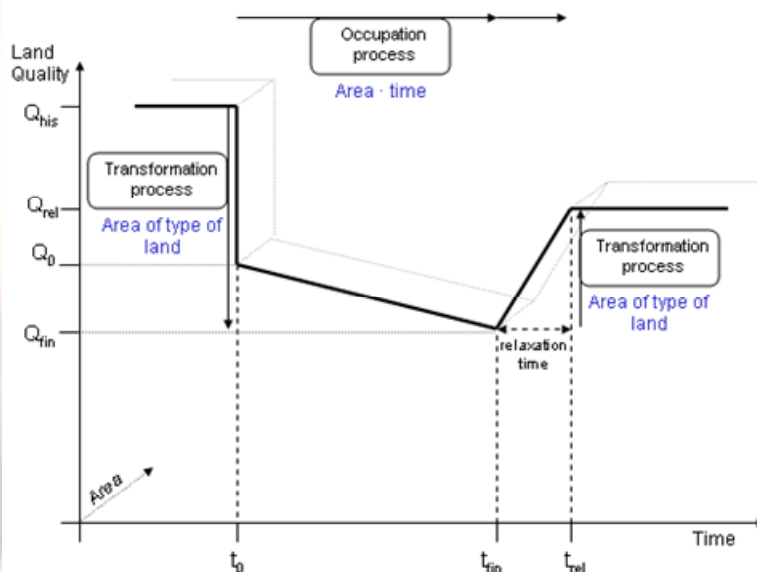 Occupation
process
Area · time
Land
Quality
Q his
Transformation
process
Area of type of
land
Q rel
Q 0
Q fin
Transformation
process
Area of type of
land
relaxation
time
Area
Time
t 0
t fin
t rel